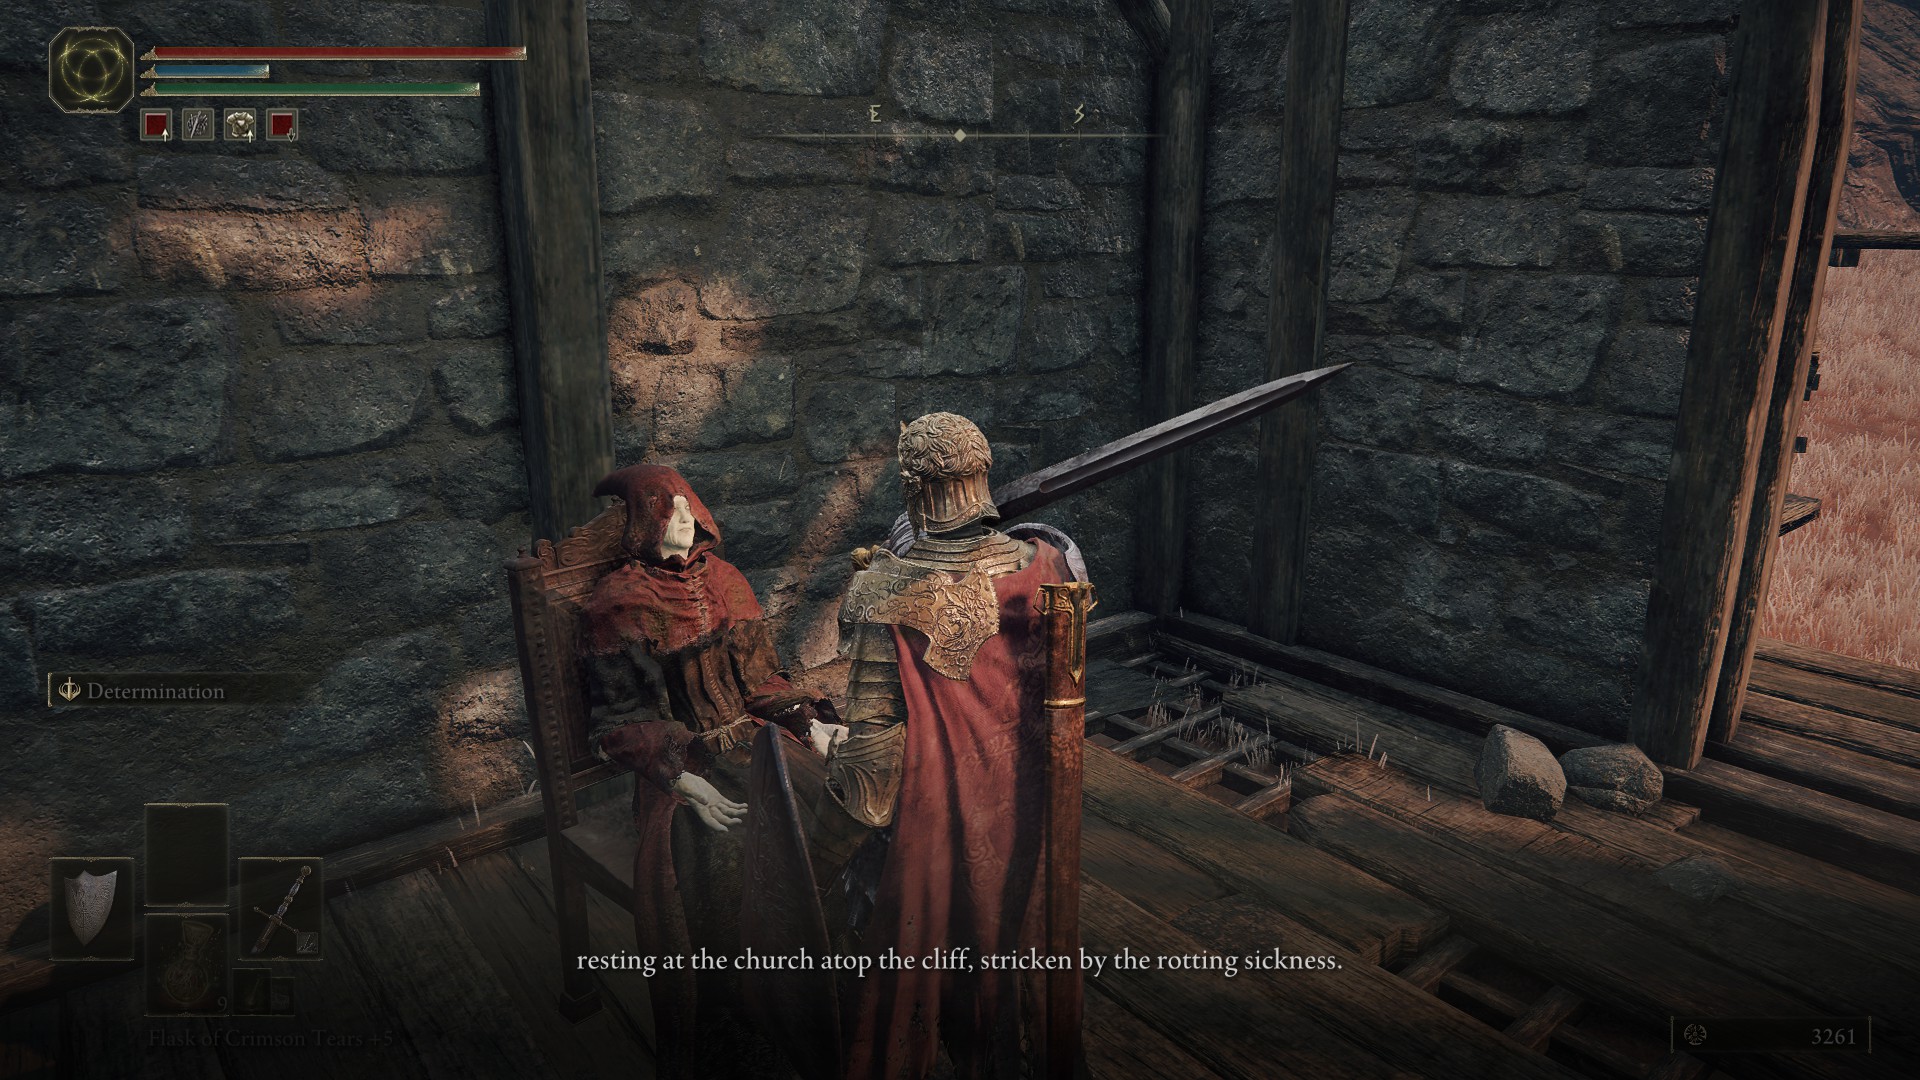 E S
Determination
9
Flask of Crimson Tears +5
resting at the church atop the cliff, stricken by the rotting sickness.
3261